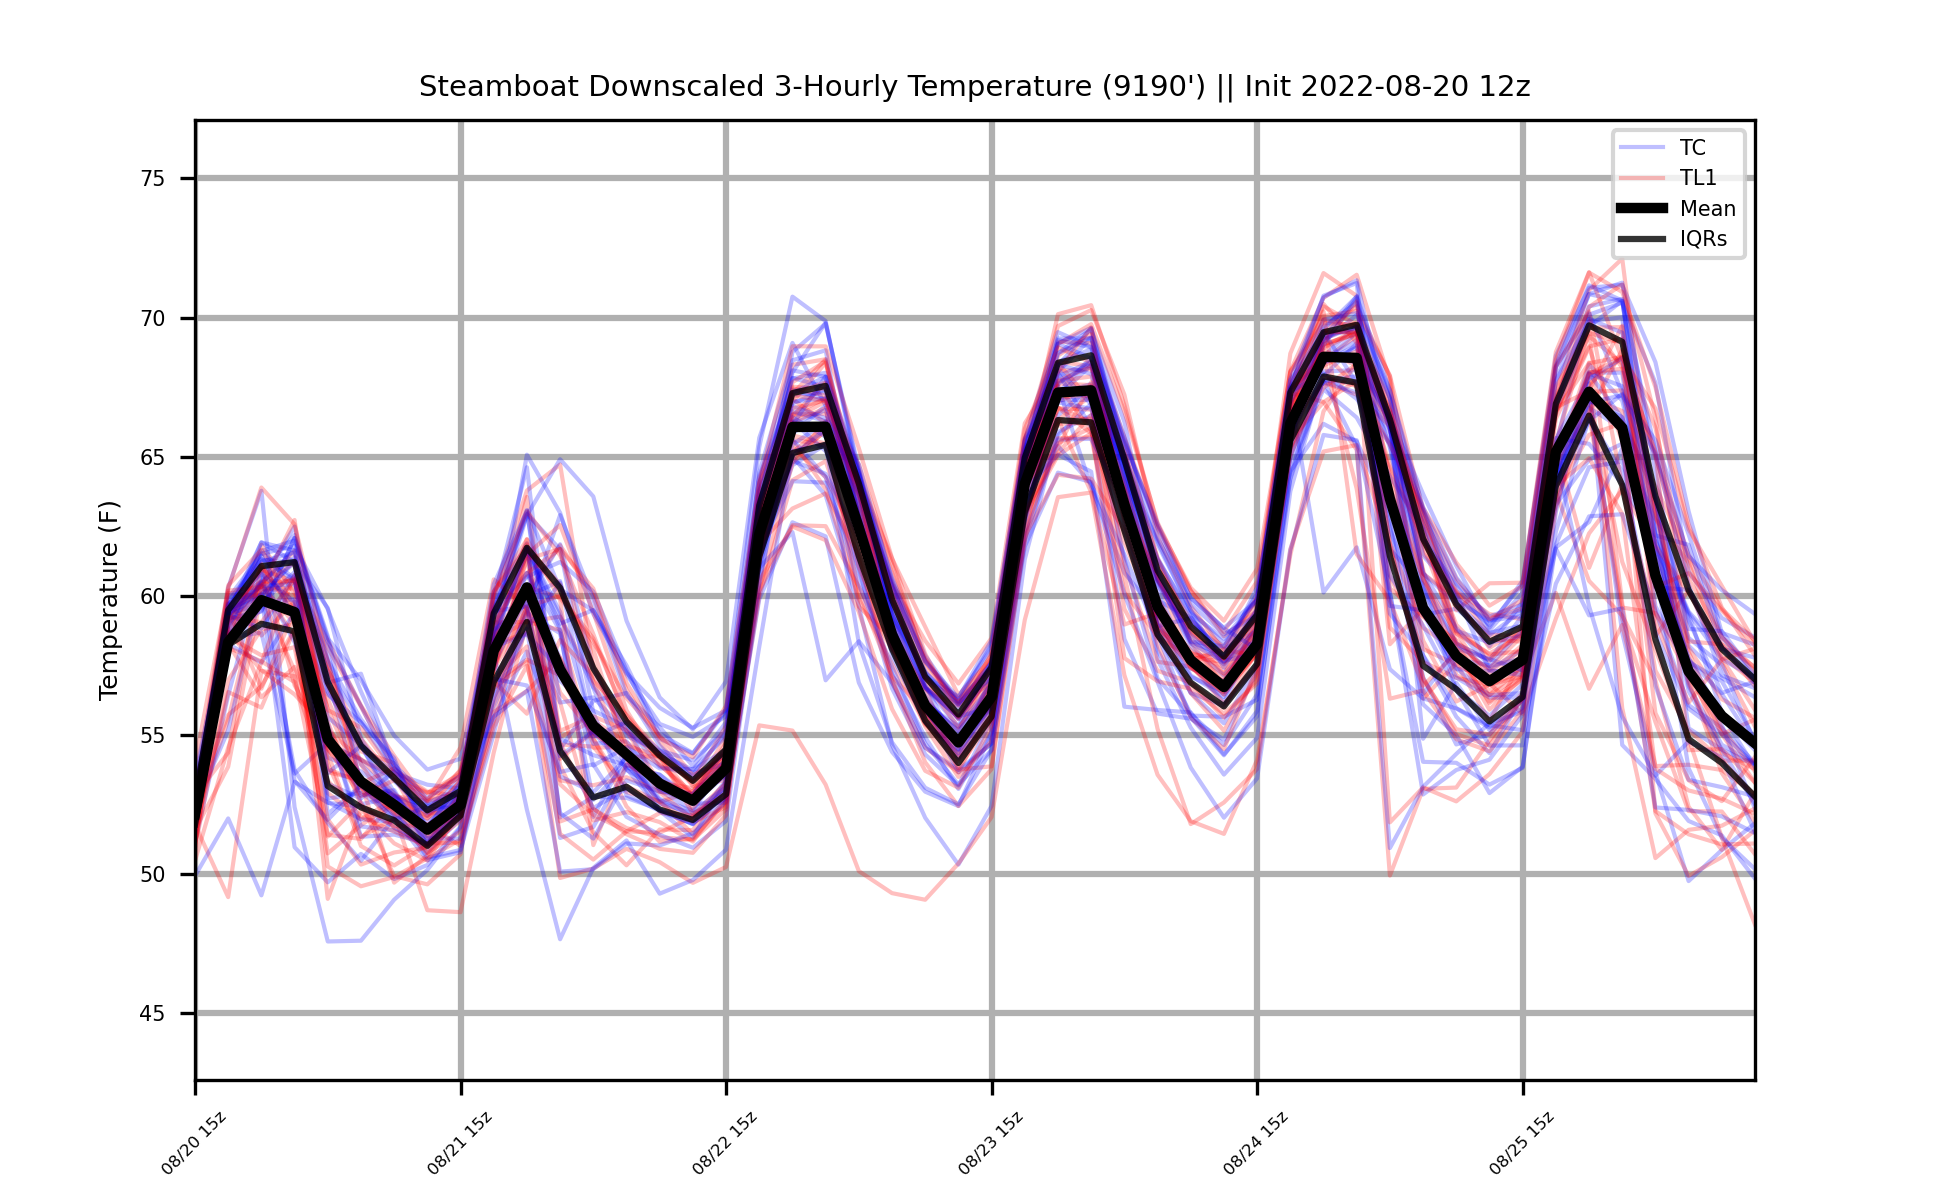 Steamboat Downscaled 3-Hourly Temperature (9190') || Init 2022-08-20 12z
TC
TL1
Mean
IQRs
Temperature (F)
75
70
65
60
55
50
45
08/20 15z
08/21 15z
08/22 15z
08/23 15z
08/24 15z
08/25 15z